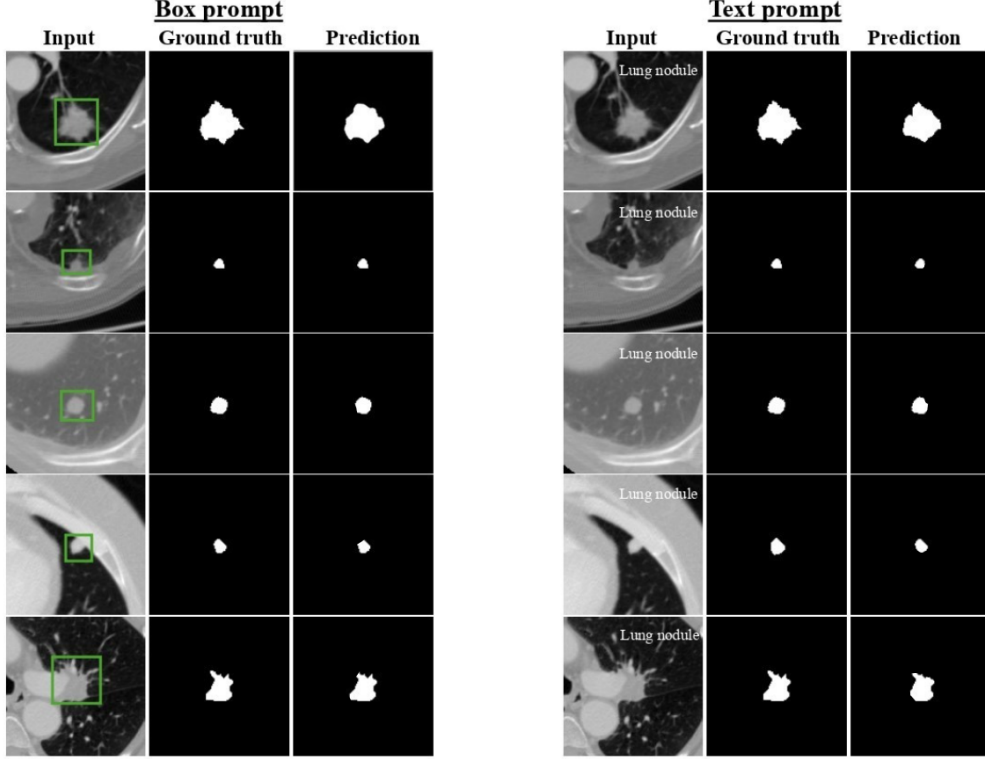 Box prompt
Text prompt
Input
Ground truth
Prediction
Input
Ground truth
Prediction
Lung nodule
Lung nodule
Lung nodule
Lung nodule
Lung nodule